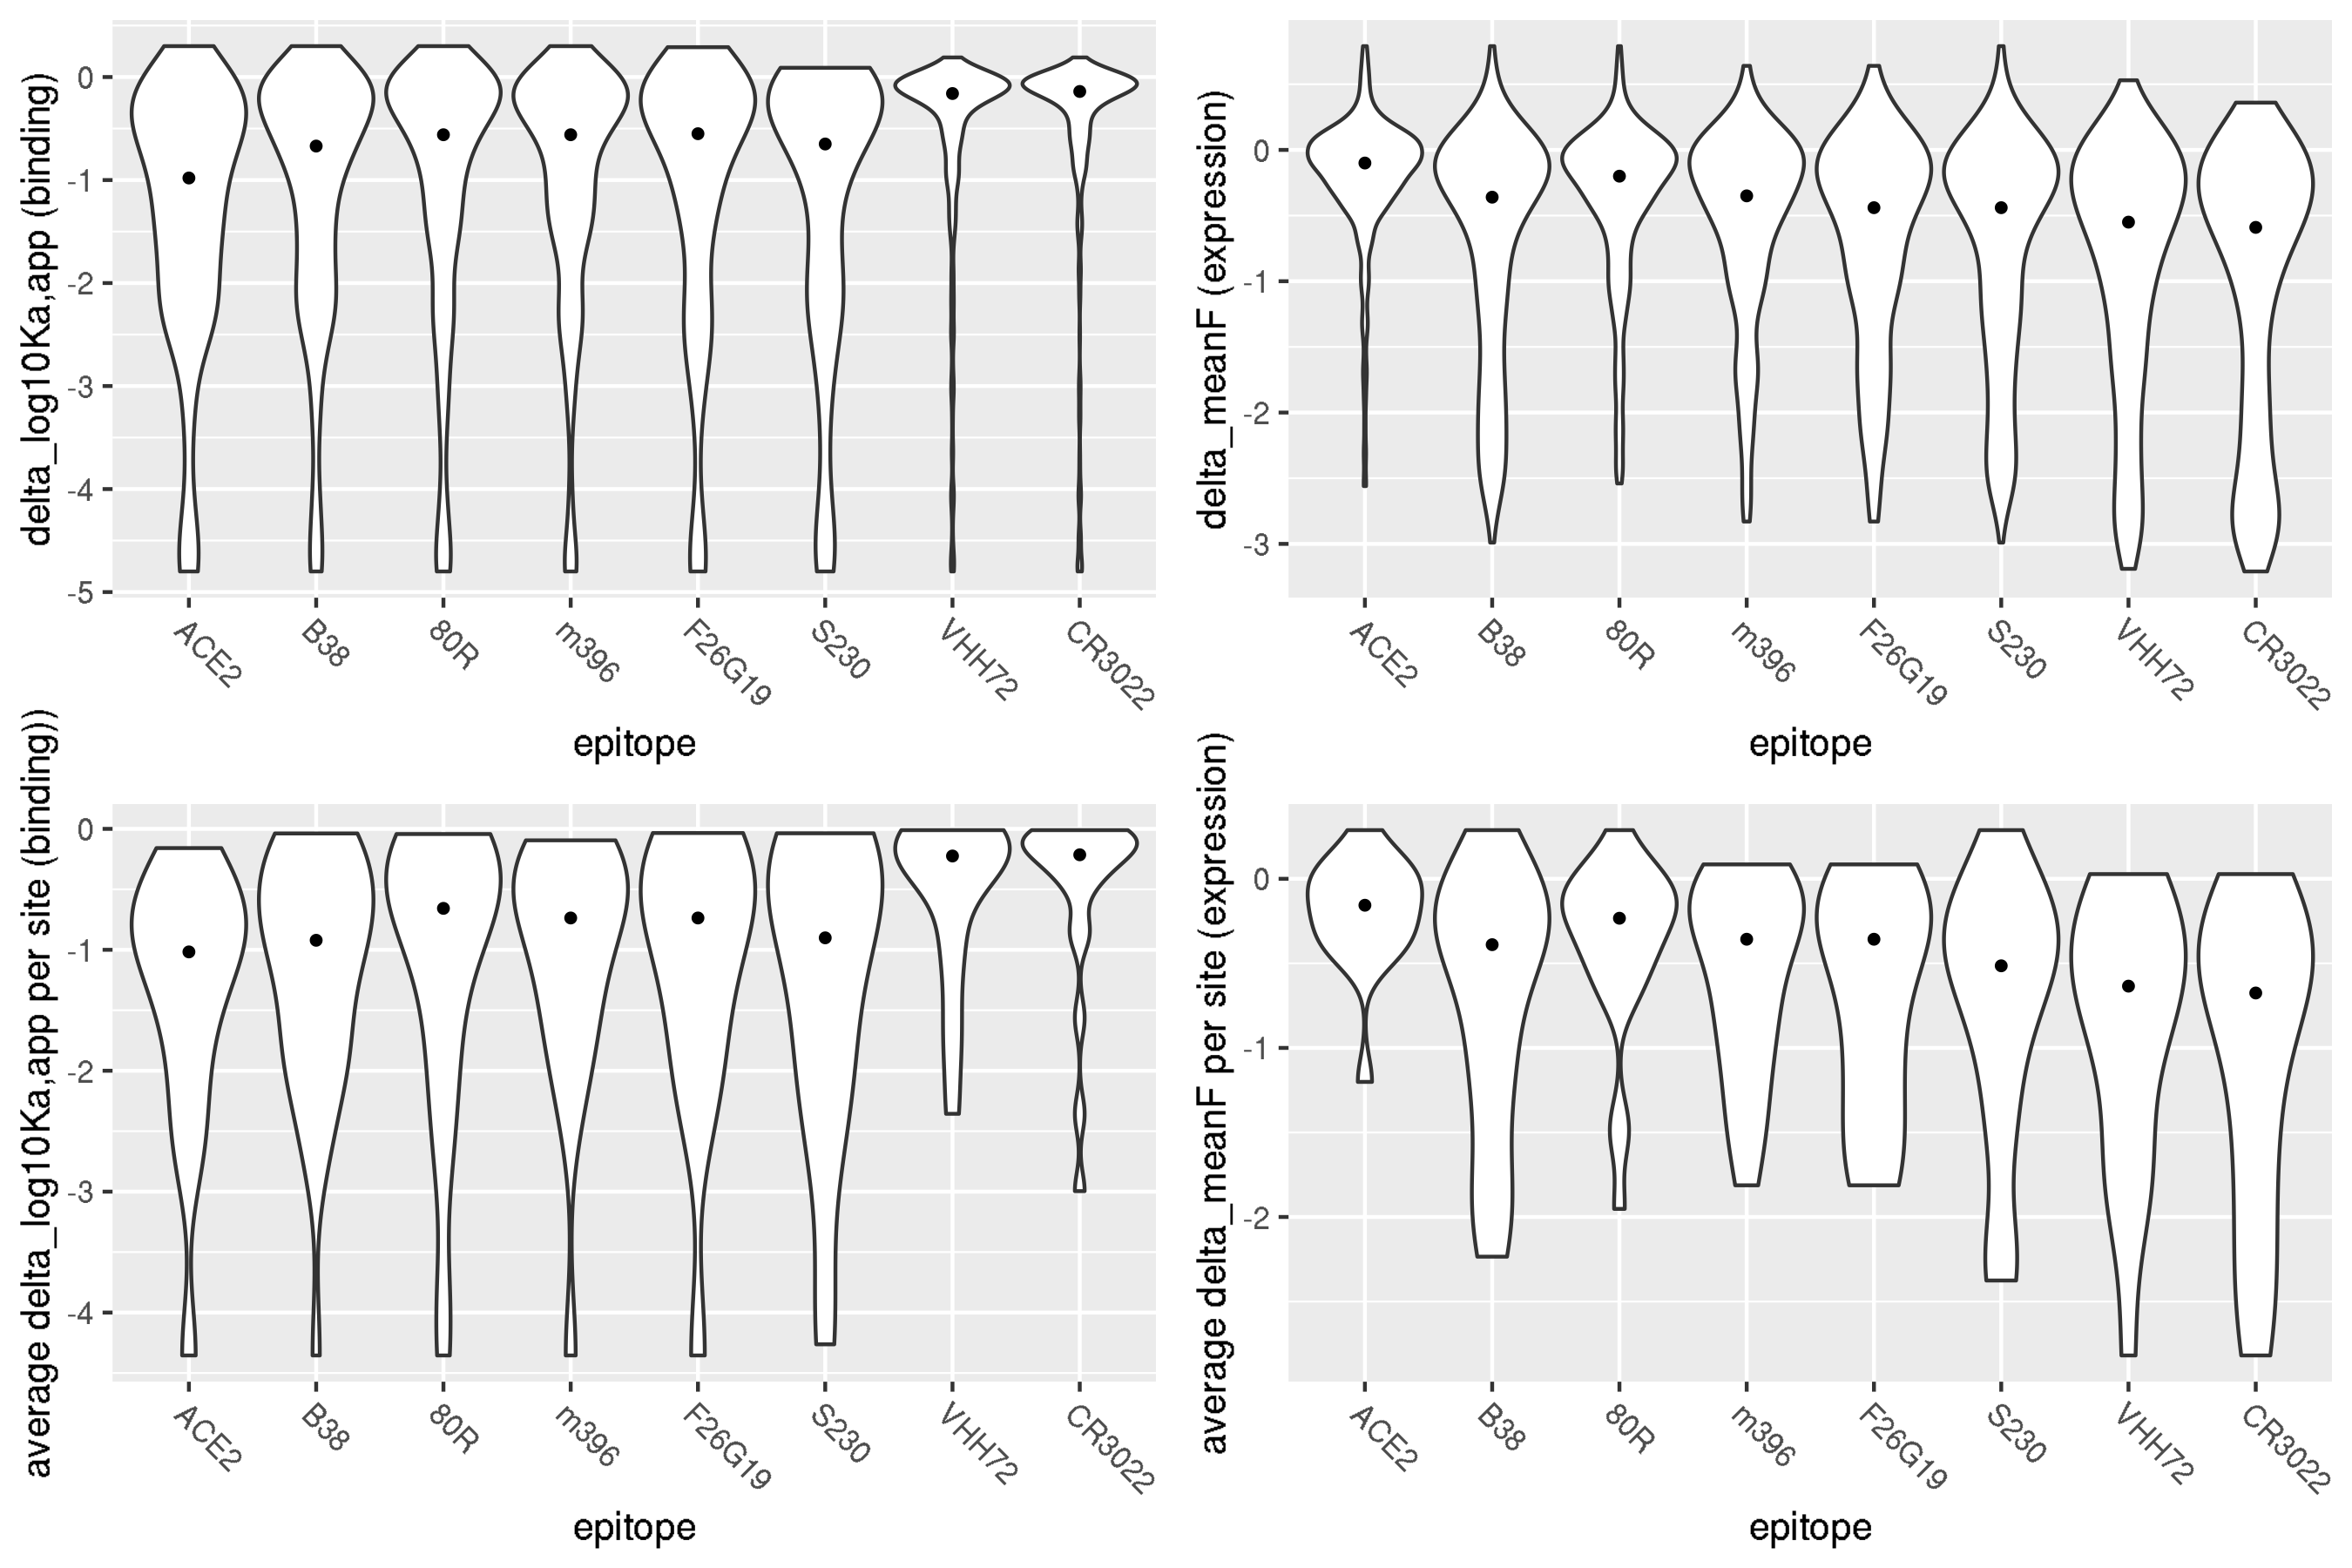 delta_log10Ka,app (binding)
0
-1
-2
-3
-4
-5
ACE2
B38
80R
m396
F26G19
S230
VHH72
CR3022
epitope
delta_meanF (expression)
0
-1
-2
-3
ACE2
B38
80R
m396
F26G19
S230
VHH72
CR3022
epitope
average delta_log10Ka,app per site (binding))
0
-1
-2
-3
-4
ACE2
B38
80R
m396
F26G19
S230
VHH72
CR3022
epitope
average delta_meanF per site (expression)
0
-1
-2
ACE2
B38
80R
m396
F26G19
S230
VHH72
CR3022
epitope